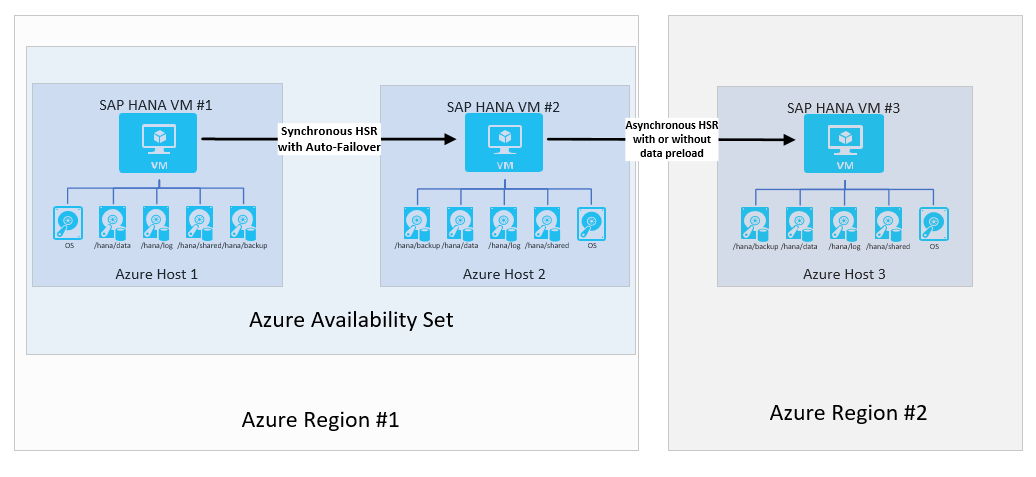 SAP HANA VM #1
VM
OS
/hana/data
/hana/log
/hana/shared
/hana/backup
Azure Host 1
Synchronous HSR
with Auto-Failover
SAP HANA VM #2
VM
/hana/backup
/hana/data
/hana/log
/hana/shared
OS
Azure Host 2
Azure Availability Set
Azure Region #1
Asynchronous HSR
with or without
data preload
SAP HANA VM #3
VM
/hana/backup
/hana/data
/hana/log
/hana/shared
OS
Azure Host 3
Azure Region #2